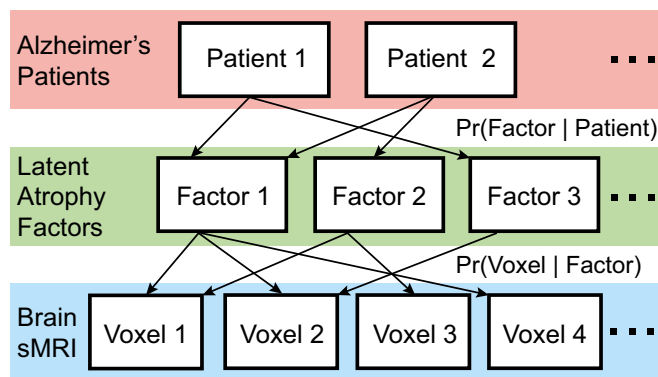 Alzheimer's
Patients
Patient 1
Patient 2
Pr(Factor | Patient)
Latent
Atrophy
Factors
Factor 1
Factor 2
Factor 3
Pr(Voxel | Factor)
Brain
sMRI
Voxel 1
Voxel 2
Voxel 3
Voxel 4